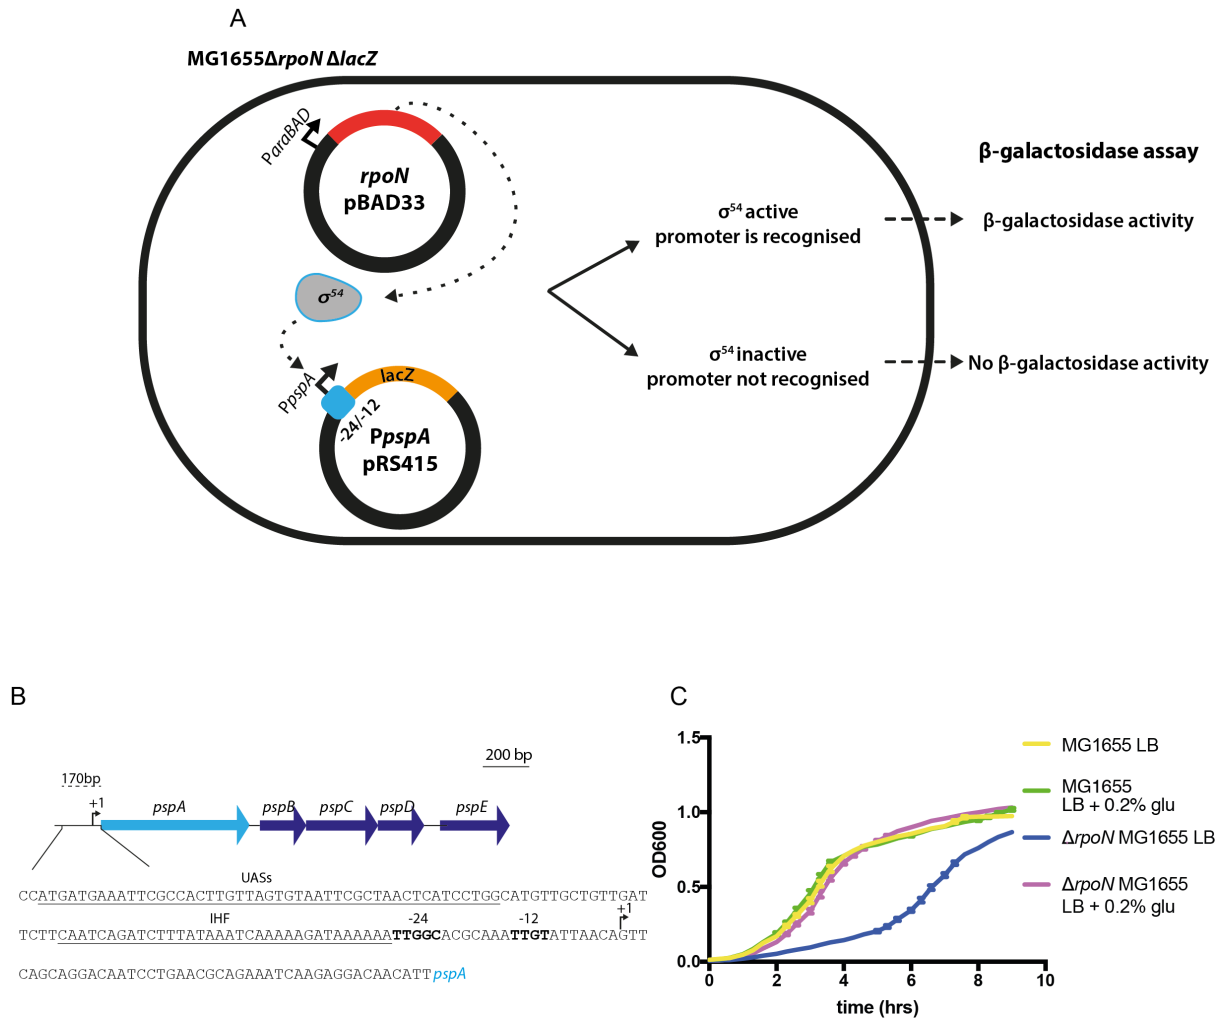 A
MG1655ΔrpoN ΔlacZ
ParaBAD
rpoN
pBAD33
σ54
PpspA
lacZ
-24/-12
PpspA
pRS415
σ54 active
promoter is recognised
σ54 inactive
promoter not recognised
β-galactosidase assay
β-galactosidase activity
No β-galactosidase activity
B
200 bp
170bp
+1
pspA
pspB
pspC
pspD
pspE
UASs
CCATGATGAAATTCGCCACTTGTTAGTGTAATTCGCTAACTCATCCTGGCATGTTGCTGTTGAT
IHF
-24
-12
+1
TCTTCAATCAGATCTTTATAAATCAAAAAGATAAAAAATTGGCACGCAAATTGTATTAACAGTT
CAGCAGGACAATCCTGAACGCAGAAATCAAGAGGACAACATTpspA
C
1.5
1.0
0.5
0.0
OD600
0
2
4
6
8
10
time (hrs)
MG1655 LB
MG1655
LB + 0.2% glu
ΔrpoN MG1655 LB
ΔrpoN MG1655
LB + 0.2% glu